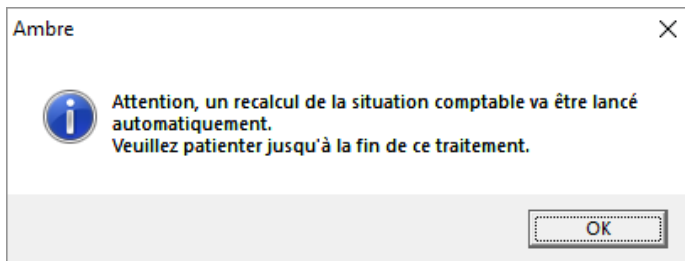 Ambre
Attention, un recalcul de la situation comptable va être lancé
automatiquement.
Veuillez patienter jusqu'à la fin de ce traitement.
OK